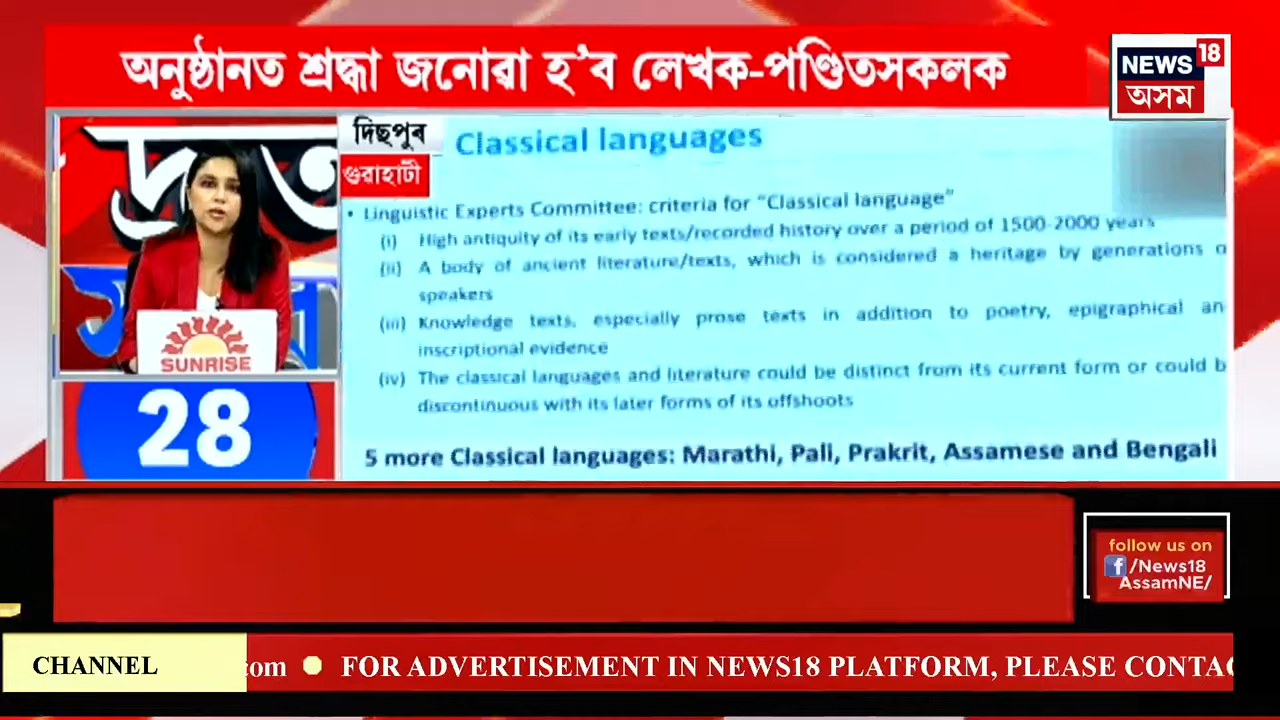 অনুষ্ঠানত শ্ৰদ্ধা জনোৱা হ'ব লেখক-পণ্ডিতসকলক
NEWS 18
অসম
দিছপুৰ
গুৱাহাটী
Classical languages
• Linguistic Experts Committee: criteria for "Classical language"
(i) High antiquity of its early texts/recorded history over a period of 1500-2000 years
(ii) A body of ancient literature/texts, which is considered a heritage by generations o
speakers
(iii) Knowledge texts, especially prose texts in addition to poetry, epigraphical an
inscriptional evidence
(iv) The classical languages and literature could be distinct from its current form or could b
discontinuous with its later forms of its offshoots
5 more Classical languages: Marathi, Pali, Prakrit, Assamese and Bengali
SUNRISE
28
follow us on
f /News18
AssamNE/
CHANNEL
com ● FOR ADVERTISEMENT IN NEWS18 PLATFORM, PLEASE CONTAC